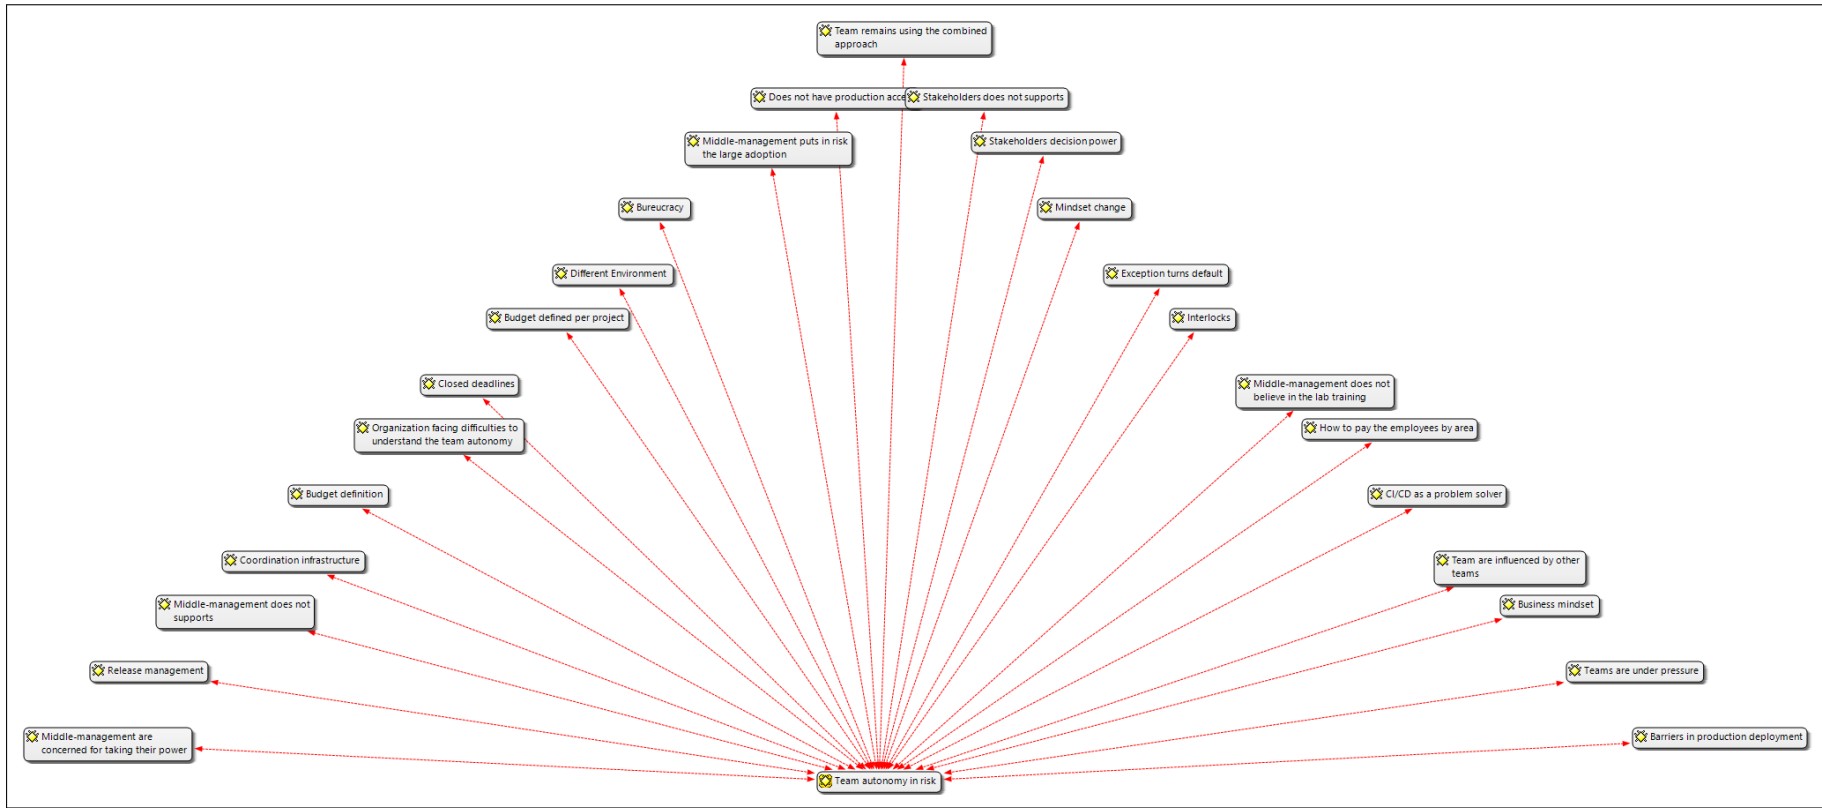 Team remains using the combined
approach
Does not have production acce
Stakeholders does not supports
Middle-management puts in risk
the large adoption
Stakeholders decision power
Bureucracy
Mindset change
Different Environment
Exception turns default
Budget defined per project
Interlocks
Closed deadlines
Middle-management does not
believe in the lab training
Organization facing difficulties to
understand the team autonomy
How to pay the employees by area
Budget definition
CI/CD as a problem solver
Coordination infrastructure
Team are influenced by other
teams
Middle-management does not
supports
Business mindset
Release management
Teams are under pressure
Middle-management are
concerned for taking their power
Barriers in production deployment
Team autonomy in risk